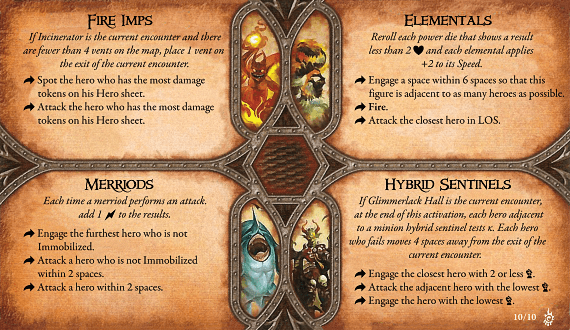 FIRE IMPS
If Incinerator is the current encounter and there
are fewer than 4 vents on the map, place 1 vent on
the exit of the current encounter.
Spot the hero who has the most damage
tokens on his Hero sheet.
Attack the hero who has the most damage
tokens on his Hero sheet.
ELEMENTALS
Reroll each power die that shows a result
less than 2 and each elemental applies
+2 to its Speed.
Engage a space within 6 spaces so that this
figure is adjacent to as many heroes as possible.
Fire.
Attack the closest hero in LOS.
MERRIODS
Each time a merriod performs an attack.
add 1 to the results.
Engage the furthest hero who is not
Immobilized.
Attack a hero who is not Immobilized
within 2 spaces.
Attack a hero within 2 spaces.
HYBRID SENTINELS
If Glimmerlack Hall is the current encounter,
at the end of this activation, each hero adjacent
to a minion hybrid sentinel tests κ. Each hero
who fails moves 4 spaces away from the exit of the
current encounter.
Engage the closest hero with 2 or less .
Attack the adjacent hero with the lowest .
Engage the hero with the lowest .
10/10